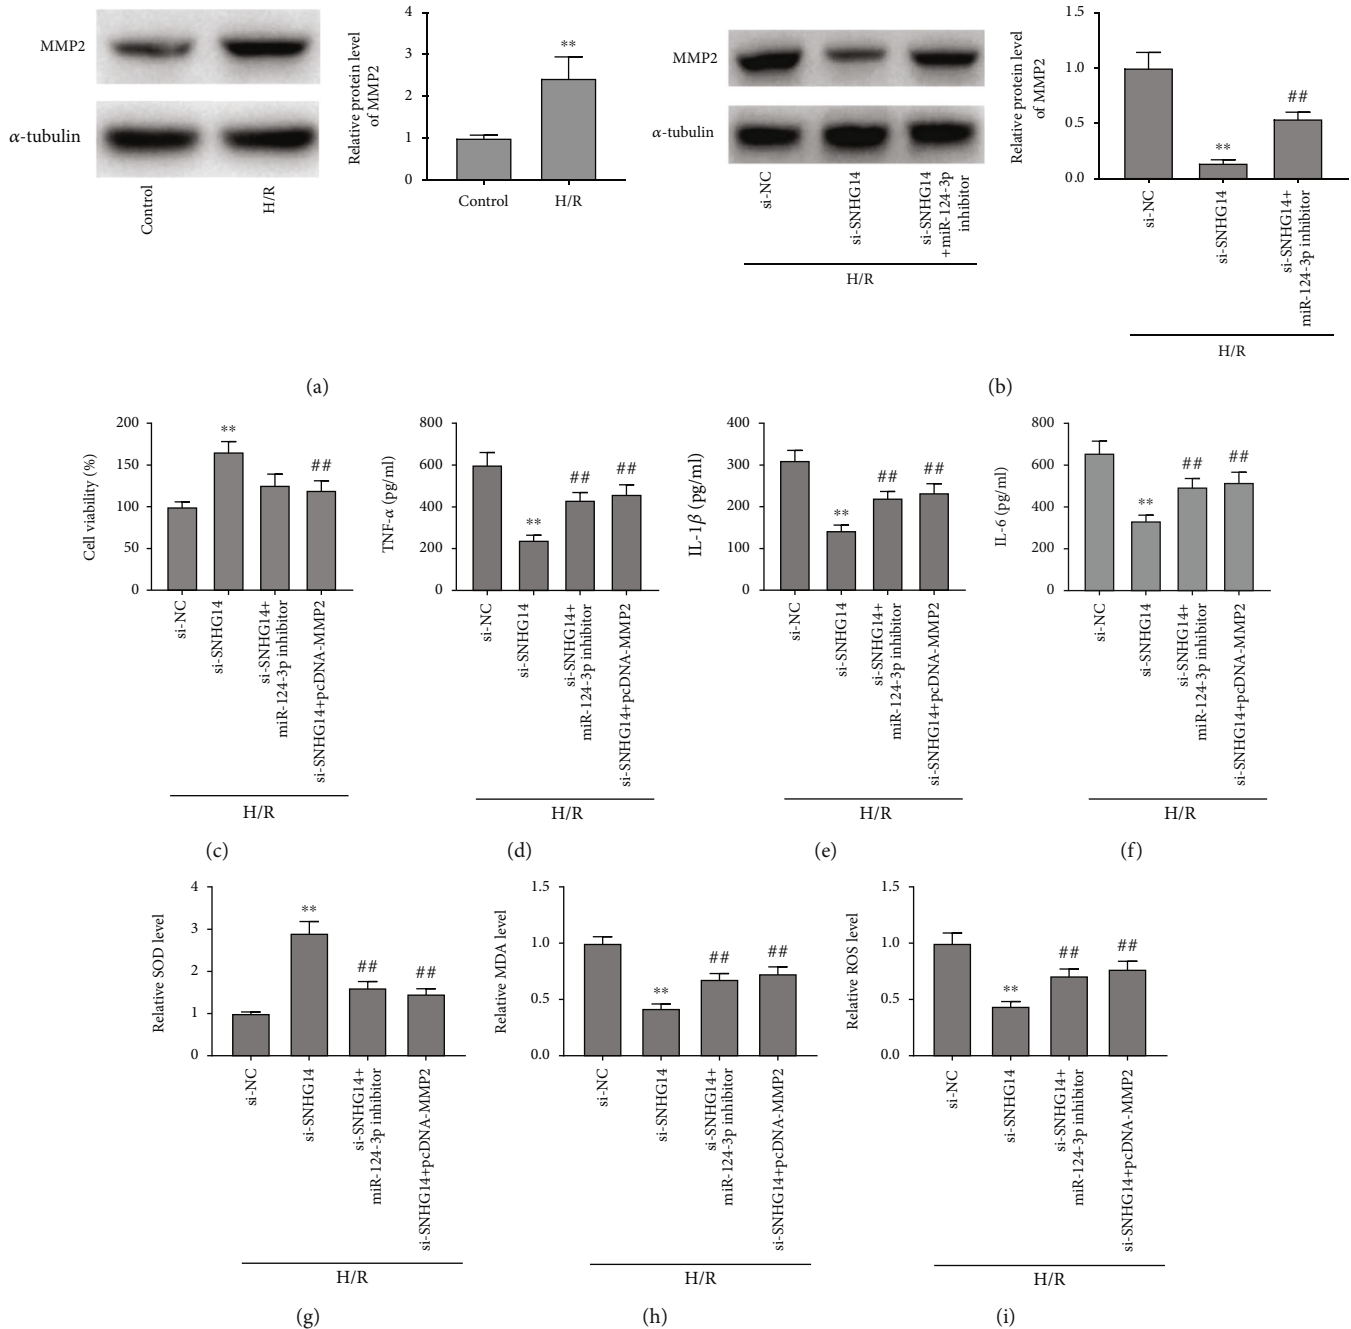 MMP2
α-tubulin
Control
H/R
Relative protein level
of MMP2
4
3
2
1
0
**
Control
H/R
MMP2
α-tubulin
si-NC
si-SNHG14
si-SNHG14
+miR-124-3p
inhibitor
H/R
Relative protein level
of MMP2
1.5
1.0
0.5
0.0
**
##
si-NC
si-SNHG14
si-SNHG14+
miR-124-3p inhibitor
H/R
(a)
(b)
Cell viability (%)
200
150
100
50
0
**
##
si-NC
si-SNHG14
si-SNHG14+
miR-124-3p inhibitor
si-SNHG14+pcDNA-MMP2
H/R
(c)
TNF-α (pg/ml)
800
600
400
200
0
**
##
##
si-NC
si-SNHG14
si-SNHG14+
miR-124-3p inhibitor
si-SNHG14+pcDNA-MMP2
H/R
(d)
IL-1β (pg/ml)
400
300
200
100
0
**
##
##
si-NC
si-SNHG14
si-SNHG14+
miR-124-3p inhibitor
si-SNHG14+pcDNA-MMP2
H/R
(e)
IL-6 (pg/ml)
800
600
400
200
0
**
##
##
si-NC
si-SNHG14
si-SNHG14+
miR-124-3p inhibitor
si-SNHG14+pcDNA-MMP2
H/R
(f)
Relative SOD level
4
3
2
1
0
**
##
##
si-NC
si-SNHG14
si-SNHG14+
miR-124-3p inhibitor
si-SNHG14+pcDNA-MMP2
H/R
(g)
Relative MDA level
1.5
1.0
0.5
0.0
**
##
##
si-NC
si-SNHG14
si-SNHG14+
miR-124-3p inhibitor
si-SNHG14+pcDNA-MMP2
H/R
(h)
Relative ROS level
1.5
1.0
0.5
0.0
**
##
##
si-NC
si-SNHG14
si-SNHG14+
miR-124-3p inhibitor
si-SNHG14+pcDNA-MMP2
H/R
(i)